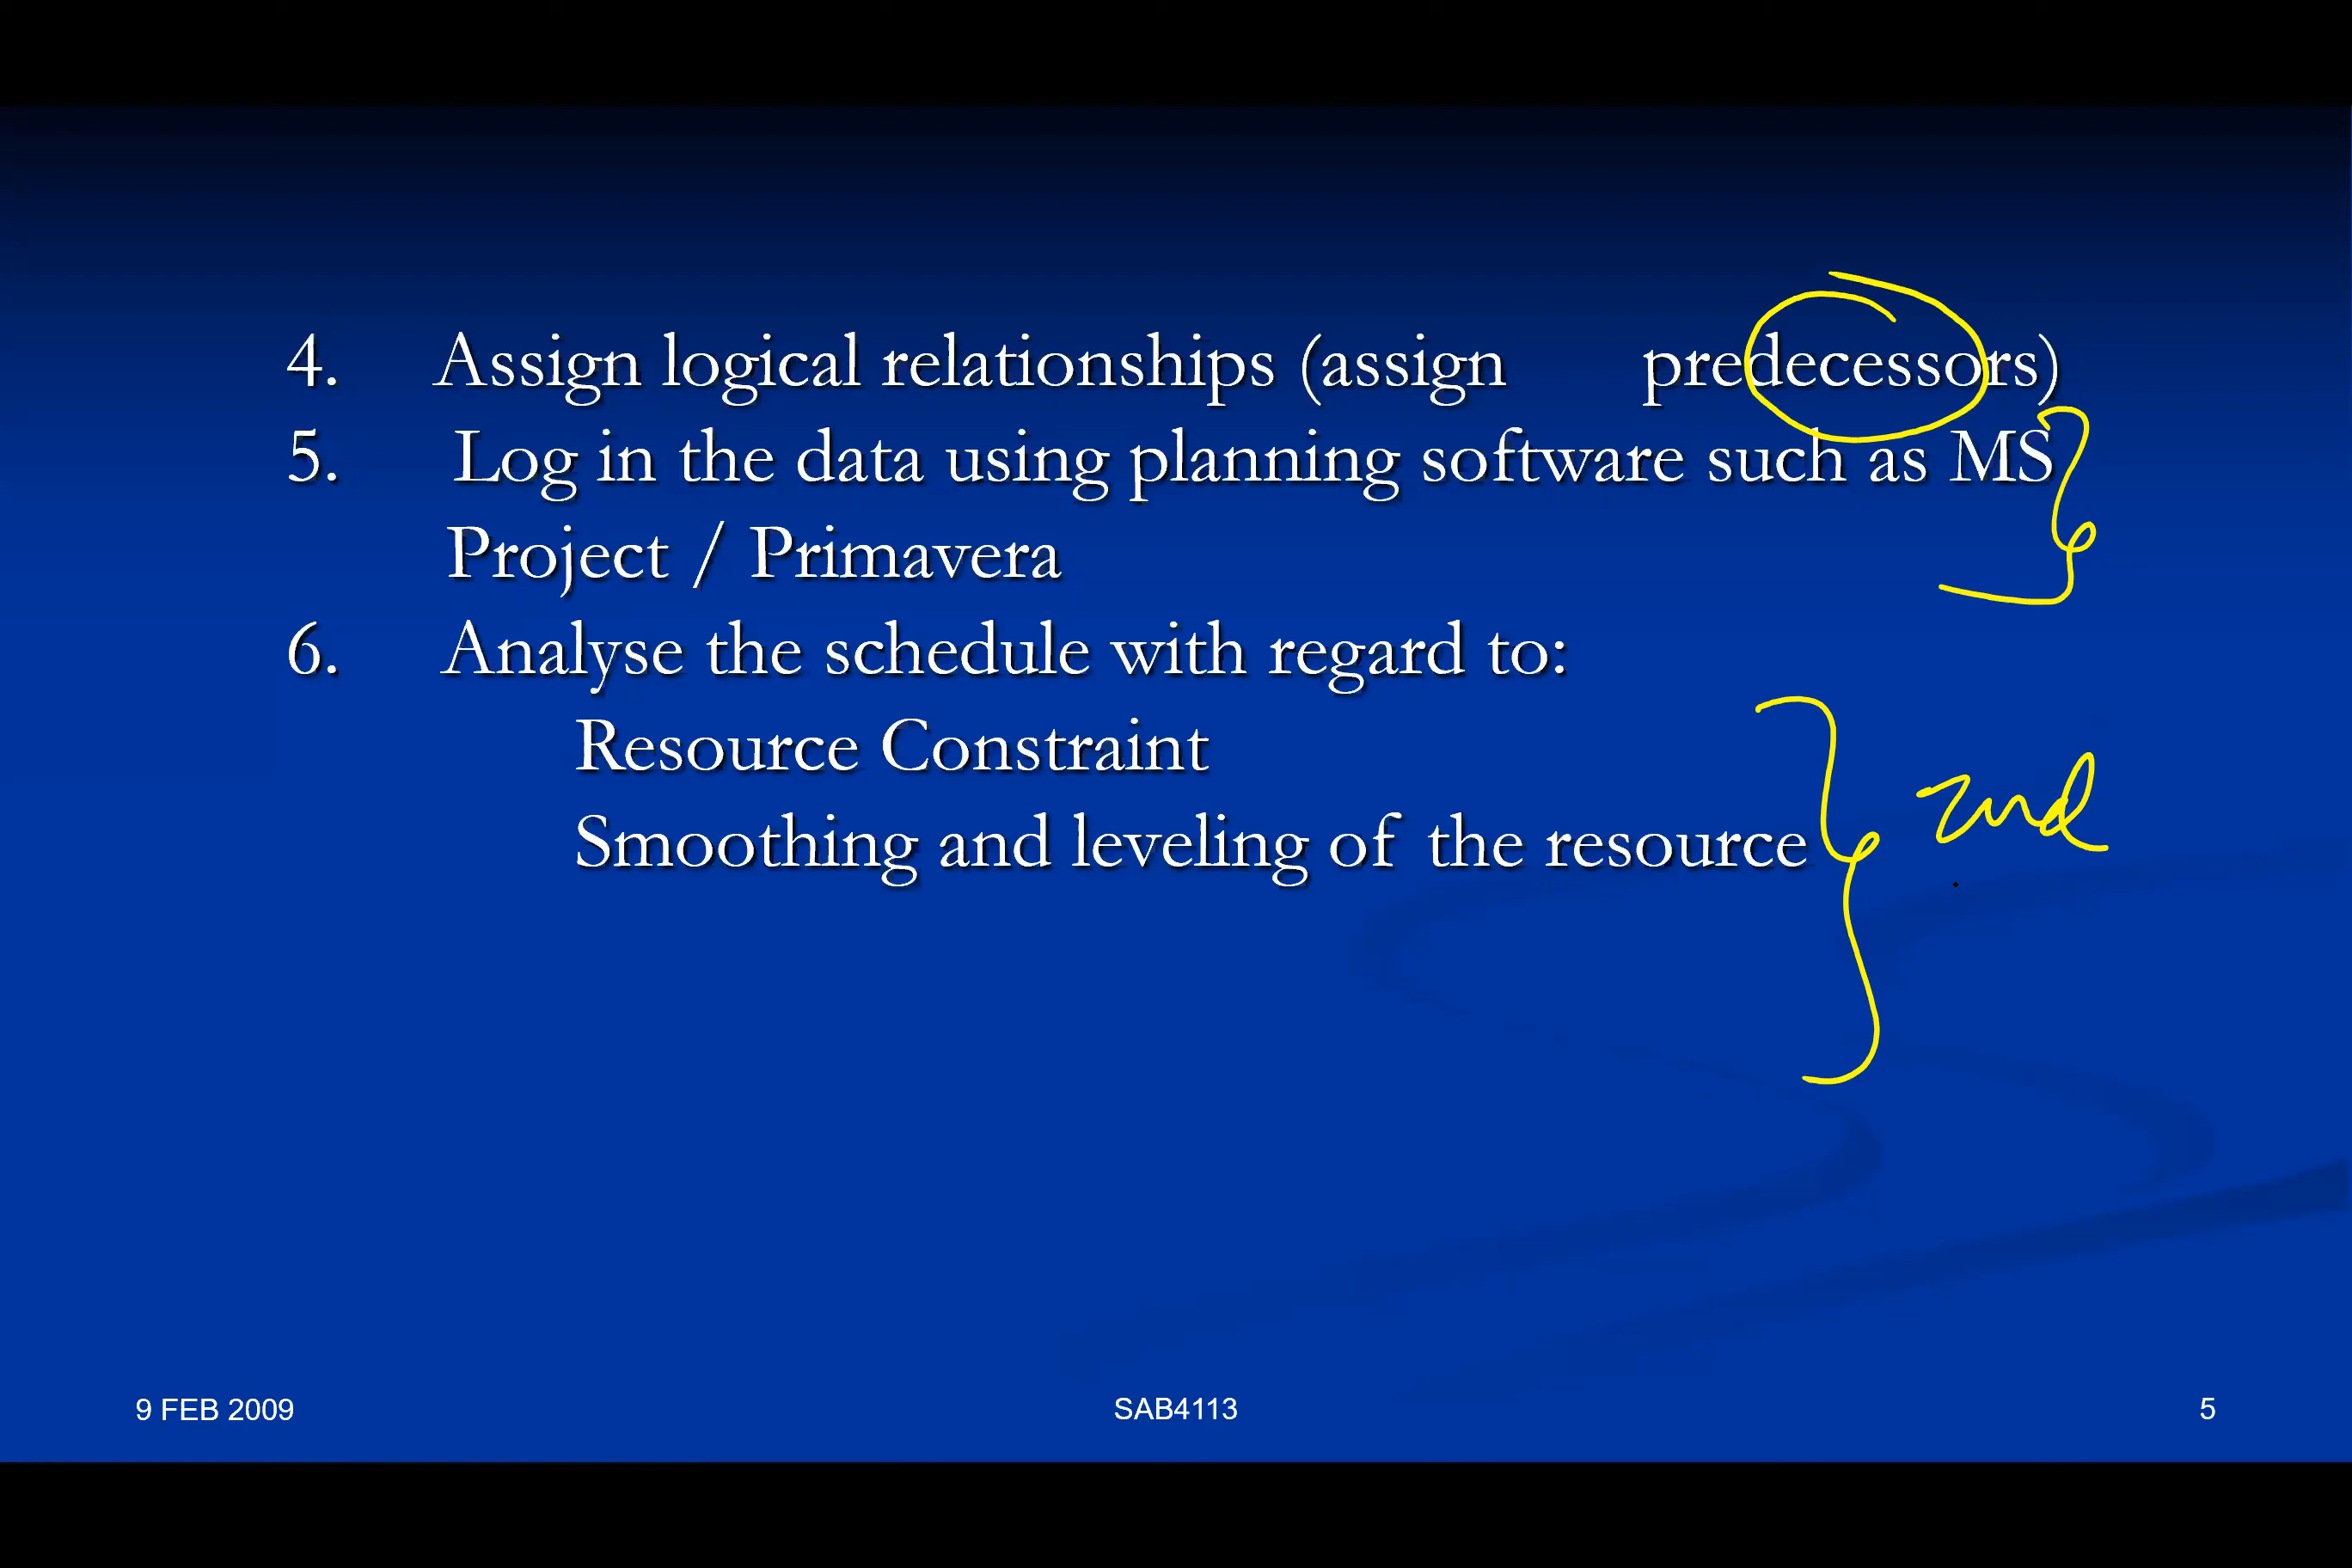 4. Assign logical relationships (assign predecessors)
5. Log in the data using planning software such as MS
Project / Primavera
6. Analyse the schedule with regard to:
Resource Constraint
Smoothing and leveling of the resource
2nd
9 FEB 2009 SAB4113 5